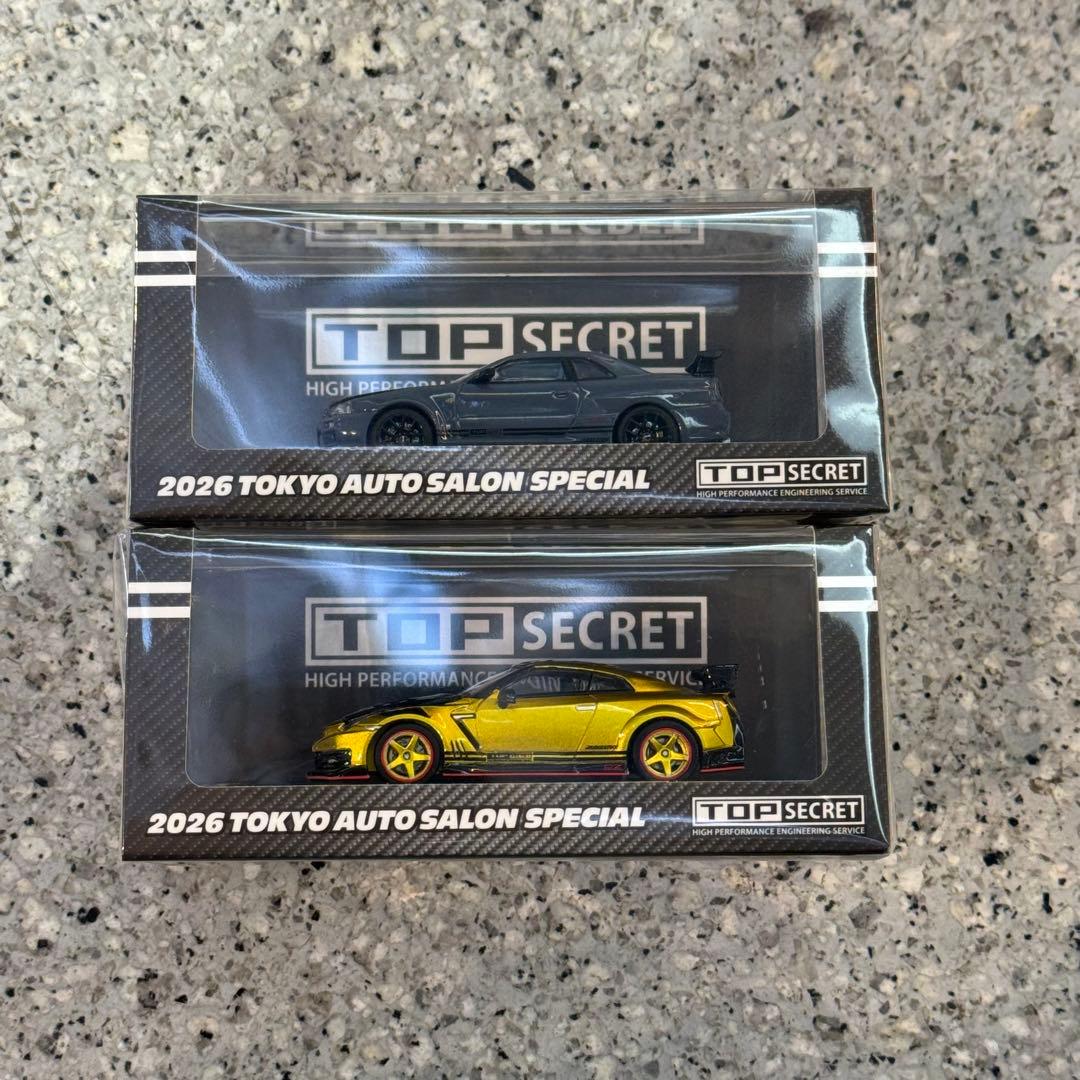 TOP SECRET
HIGH PERFORM
2026 TOKYO AUTO SALON SPECIAL
TOP SECRET
HIGH PERFORMANCE ENGINEERING SERVICE
TOP SECRET
HIGH PERFORMANCE
2026 TOKYO AUTO SALON SPECIAL
TOP SECRET
HIGH PERFORMANCE ENGINEERING SERVICE